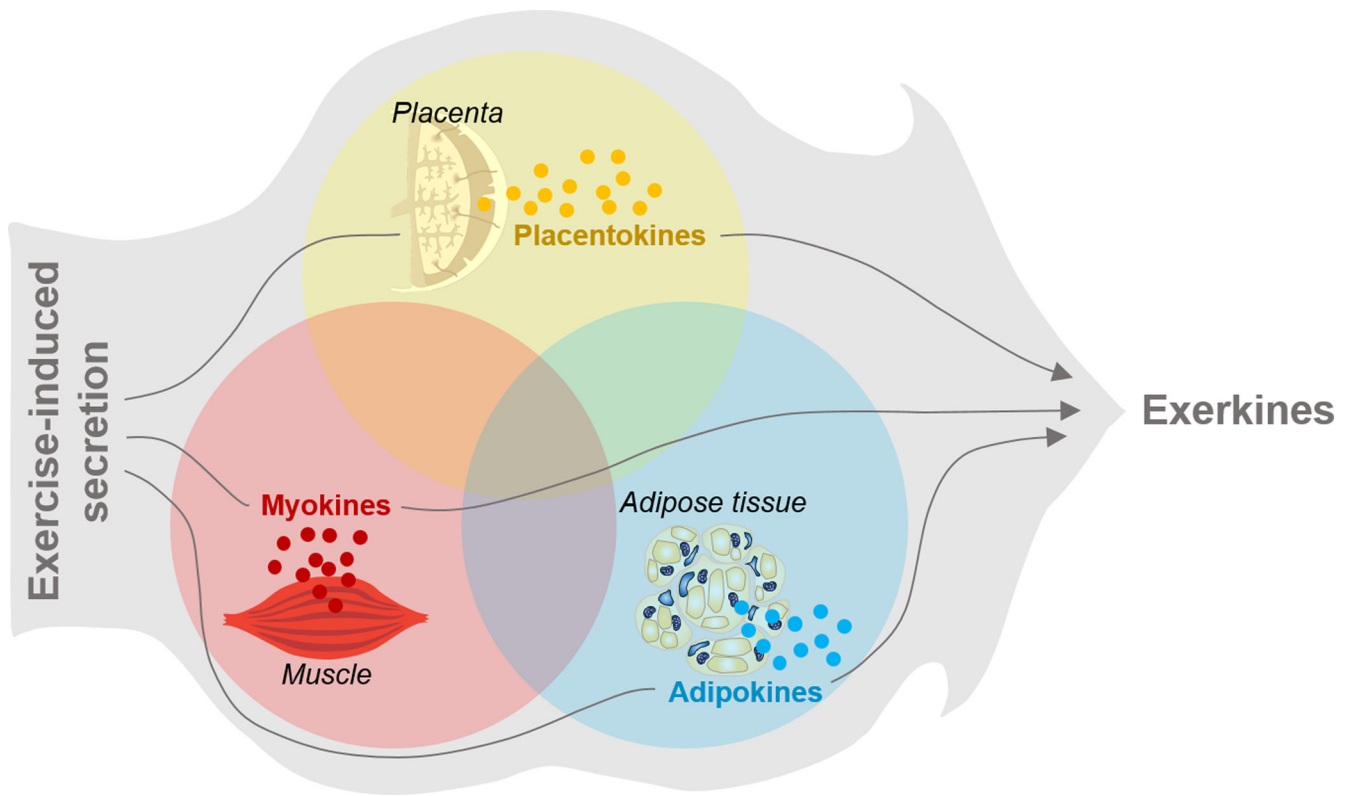 Exercise-induced
secretion
Placenta
Placentokines
Myokines
Muscle
Adipose tissue
Adipokines
Exerkines